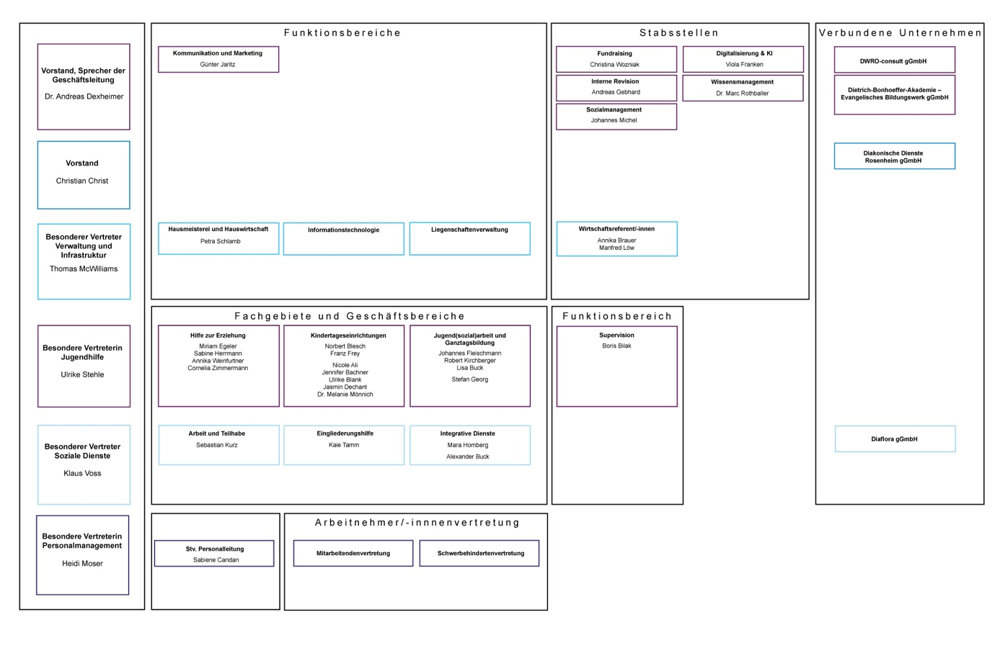 Vorstand, Sprecher der
Geschäftsleitung
Dr. Andreas Dexheimer
Vorstand
Christian Christ
Besonderer Vertreter
Verwaltung und
Infrastruktur
Thomas McWilliams
Besondere Vertreterin
Jugendhilfe
Ulrike Stehle
Besonderer Vertreter
Soziale Dienste
Klaus Voss
Besondere Vertreterin
Personalmanagement
Heidi Moser
Funktionsbereiche
Kommunikation und Marketing
Günter Jaritz
Hausmeisterei und Hauswirtschaft
Petra Schlamb
Informationstechnologie
Liegenschaftenverwaltung
Stabsstellen
Fundraising
Christina Wozniak
Digitalisierung & KI
Viola Franken
Interne Revision
Andreas Gebhard
Wissensmanagement
Dr. Marc Rothballer
Sozialmanagement
Johannes Michel
Wirtschaftsreferent/-innen
Annika Brauer
Manfred Löw
Verbundene Unternehmen
DWRO-consult gGmbH
Dietrich-Bonhoeffer-Akademie –
Evangelisches Bildungswerk gGmbH
Diakonische Dienste
Rosenheim gGmbH
Diaflora gGmbH
Fachgebiete und Geschäftsbereiche
Hilfe zur Erziehung
Miriam Egeler
Sabine Herrmann
Annika Weinfurtner
Cornelia Zimmermann
Kindertageseinrichtungen
Norbert Blesch
Franz Frey
Nicole Ali
Jennifer Bachner
Ulrike Blank
Jasmin Dechant
Dr. Melanie Mönnich
Jugend(sozial)arbeit und
Ganztagsbildung
Johannes Fleischmann
Robert Kirchberger
Lisa Buck
Stefan Georg
Arbeit und Teilhabe
Sebastian Kurz
Eingliederungshilfe
Kaie Tamm
Integrative Dienste
Mara Homberg
Alexander Buck
Funktionsbereich
Supervision
Boris Bilak
Stv. Personalleitung
Sabiene Candan
Arbeitnehmer/-innnenvertretung
Mitarbeitendenvertretung
Schwerbehindertenvertretung